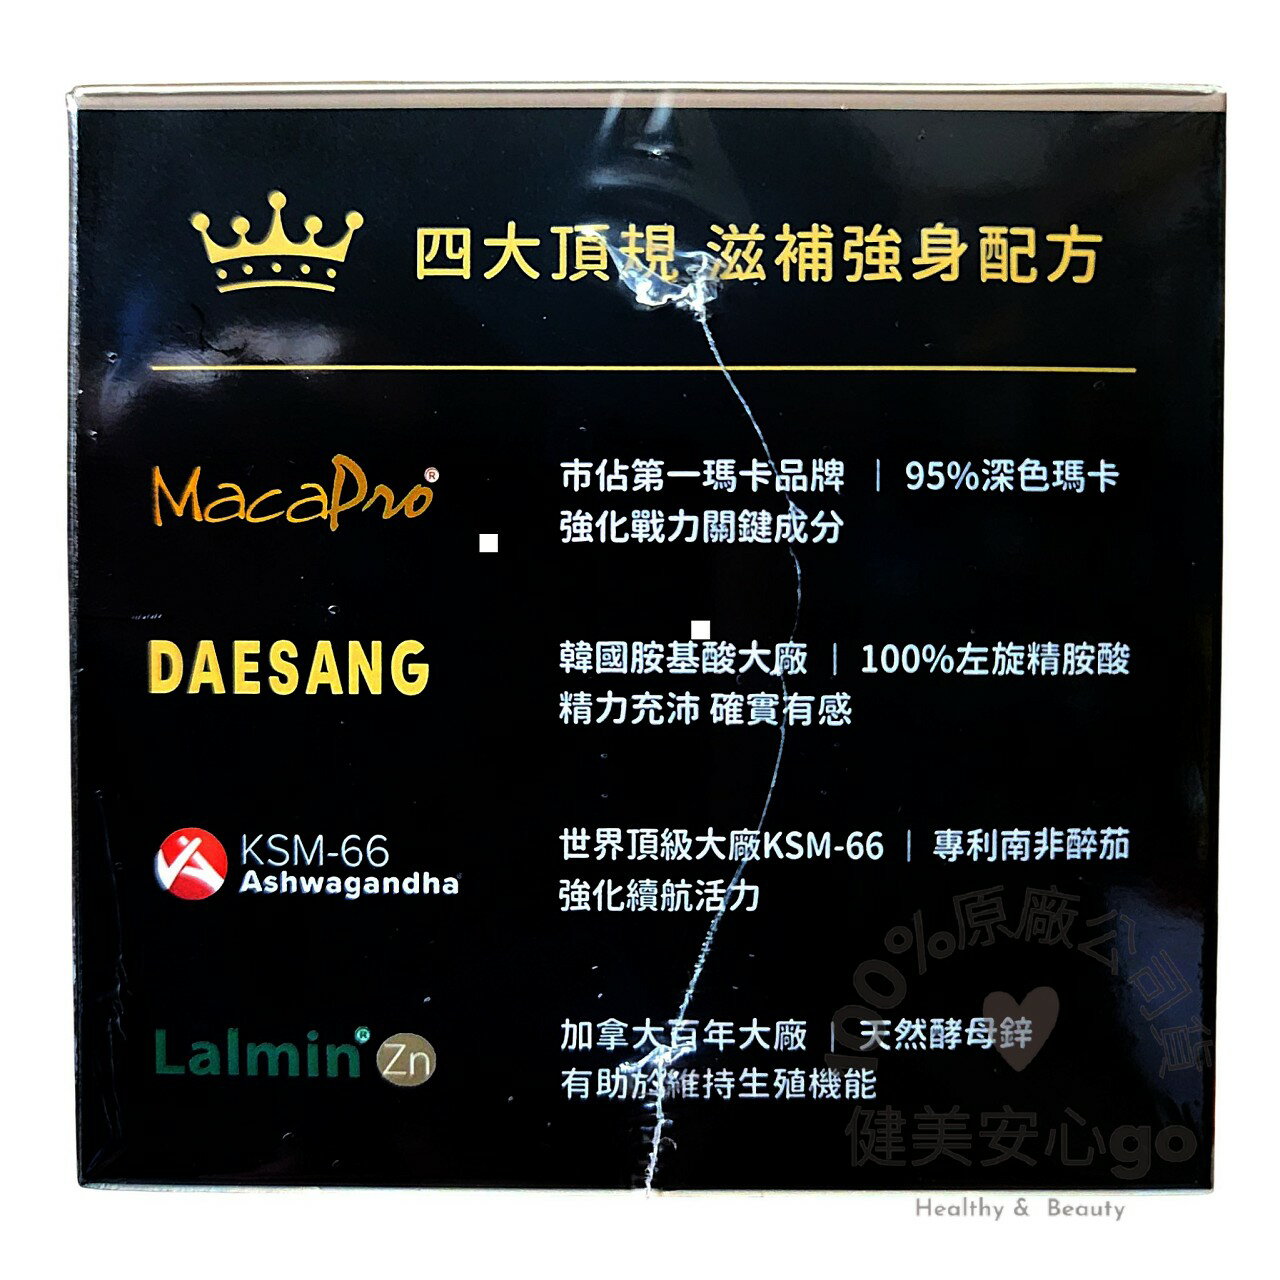 四大頂規 滋補強身配方
MacaPro®
市佔第一瑪卡品牌 | 95%深色瑪卡
強化戰力關鍵成分
DAESANG
韓國胺基酸大廠 | 100%左旋精胺酸
精力充沛 確實有感
KSM-66
Ashwagandha
世界頂級大廠KSM-66 | 專利南非醉茄
強化續航活力
Lalmin® Zn
加拿大百年大廠 | 天然酵母鋅
有助於維持生殖機能
100%原廠公司貨
健美安心go
Healthy & Beauty